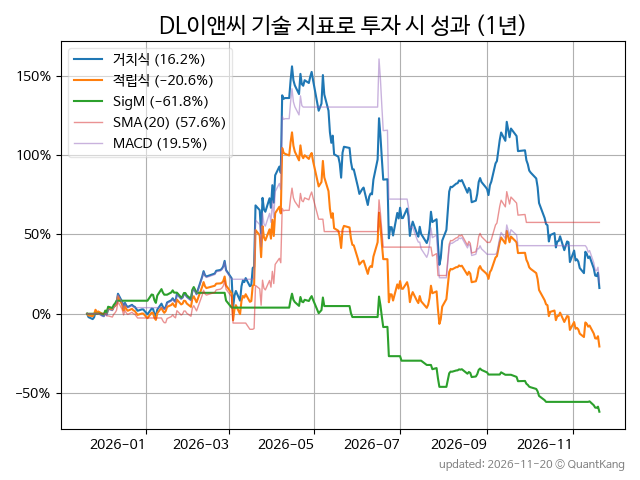 DL이앤씨 기술 지표로 투자 시 성과 (1년)
거치식 (16.2%)
적립식 (−20.6%)
SigM (−61.8%)
SMA(20) (57.6%)
MACD (19.5%)
150%
100%
50%
0%
−50%
2026-01 2026-03 2026-05 2026-07 2026-09 2026-11
updated: 2026-11-20 © QuantKang